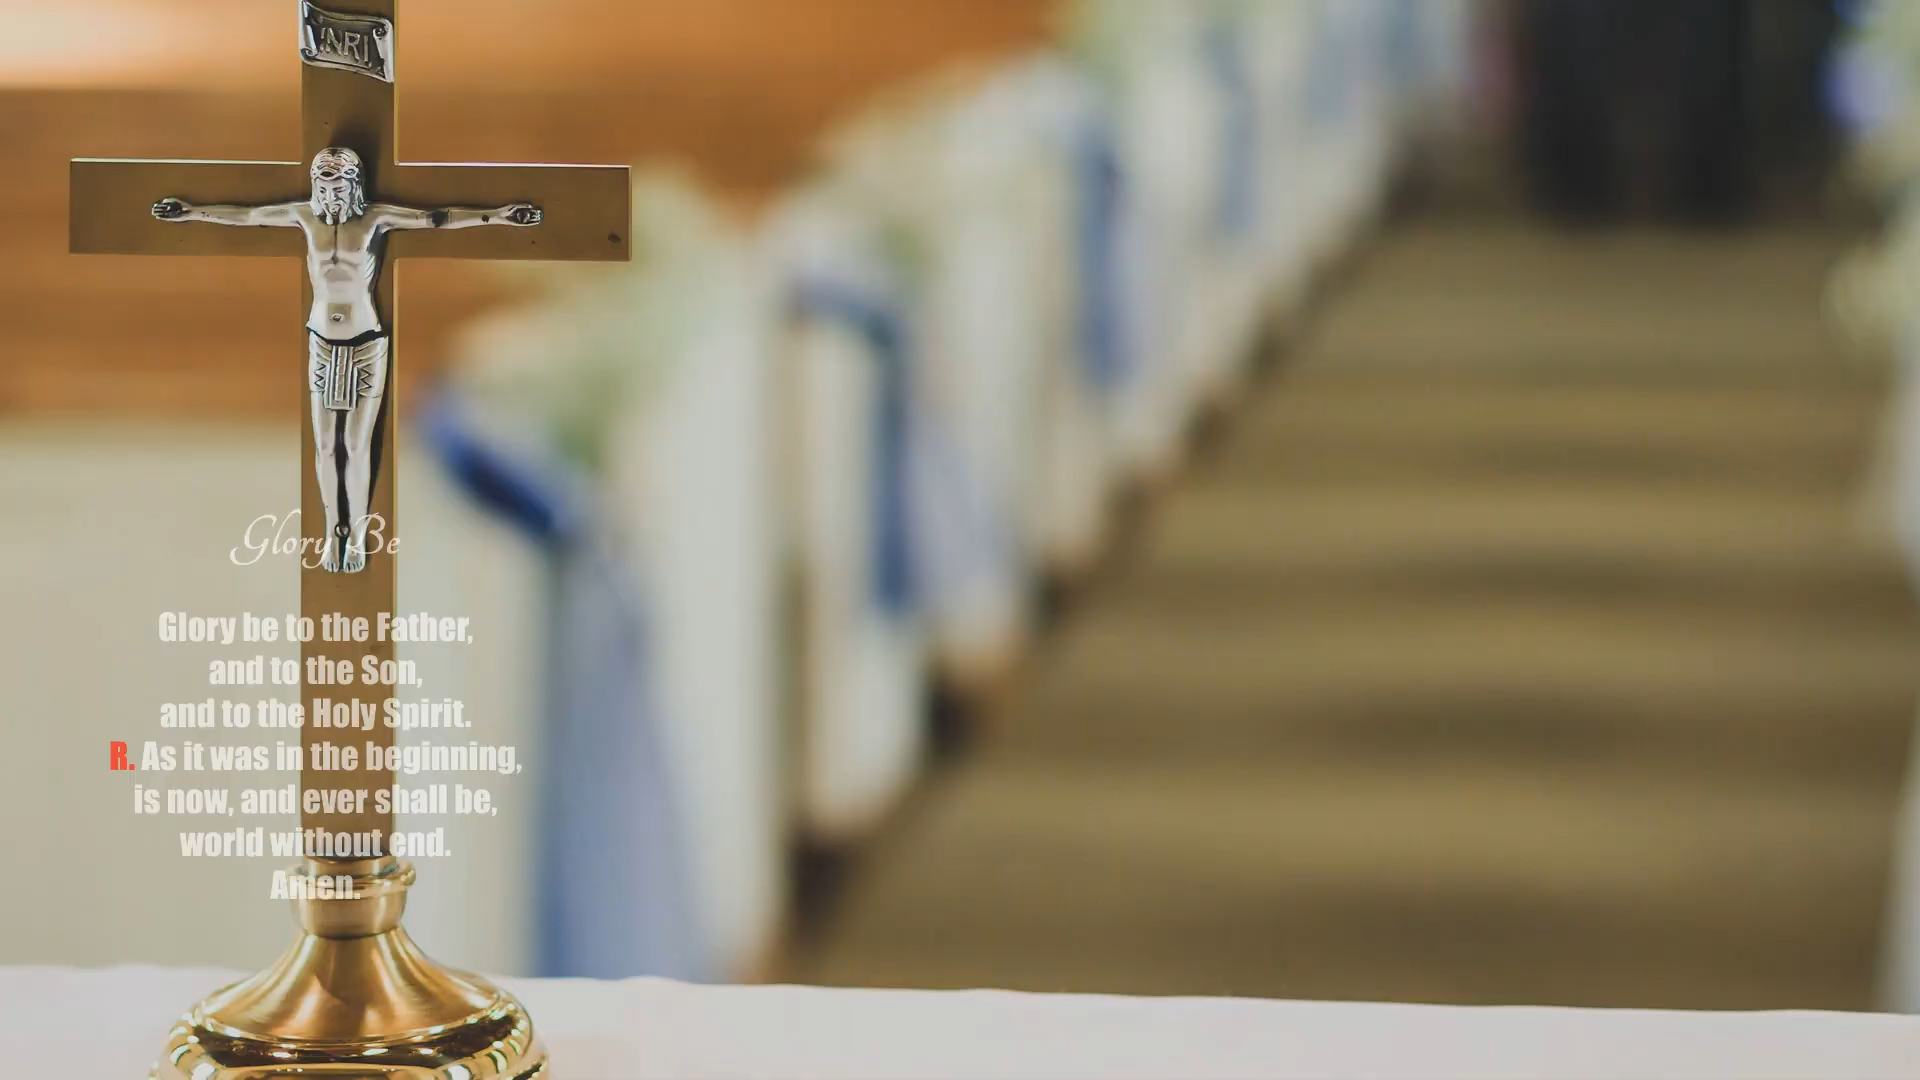 INRI
Glory Be
Glory be to the Father,
and to the Son,
and to the Holy Spirit.
R. As it was in the beginning,
is now, and ever shall be,
world without end.
Amen.